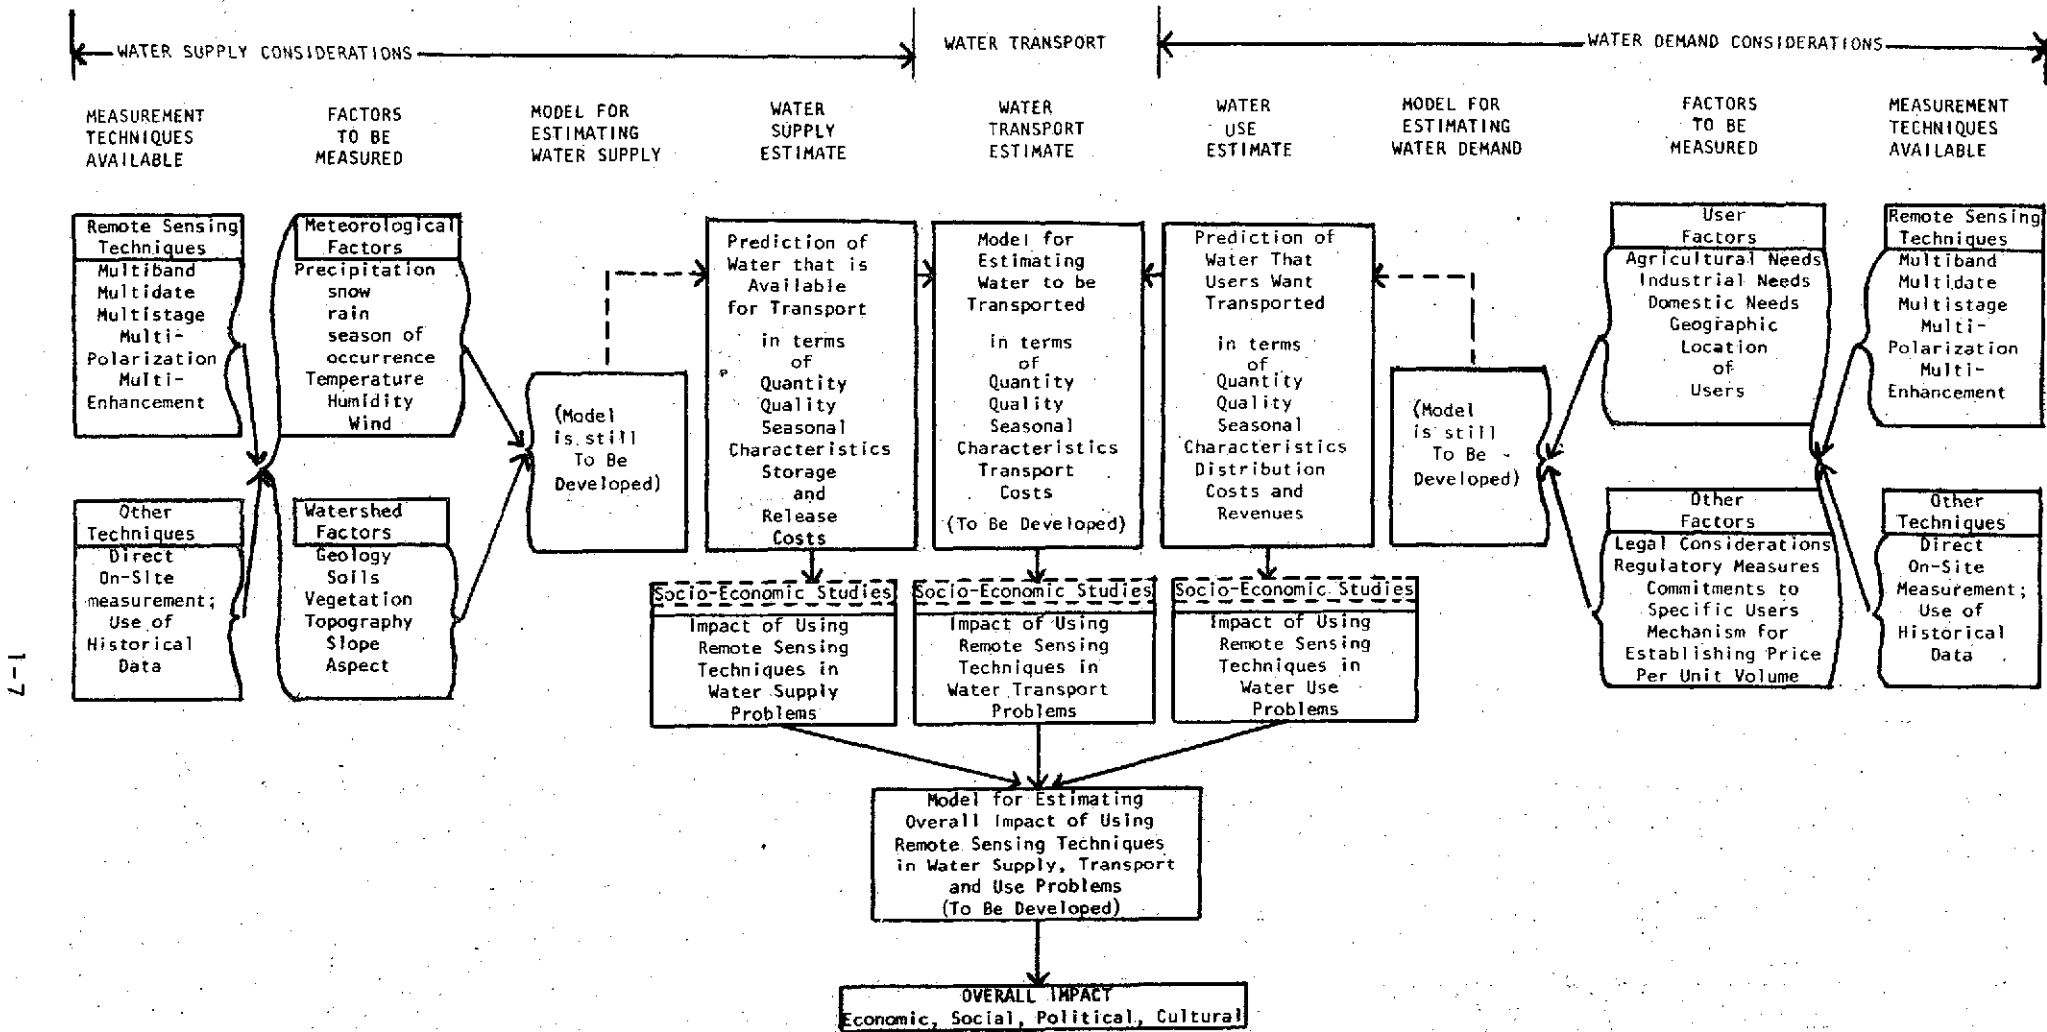 WATER SUPPLY CONSIDERATIONS
WATER TRANSPORT
WATER DEMAND CONSIDERATIONS
MEASUREMENT
TECHNIQUES
AVAILABLE
FACTORS
TO BE
MEASURED
MODEL FOR
ESTIMATING
WATER SUPPLY
WATER
SUPPLY
ESTIMATE
WATER
TRANSPORT
ESTIMATE
WATER
USE
ESTIMATE
MODEL FOR
ESTIMATING
WATER DEMAND
FACTORS
TO BE
MEASURED
MEASUREMENT
TECHNIQUES
AVAILABLE
Remote Sensing
Techniques
Multiband
Multidate
Multistage
Multi-
Polarization
Multi-
Enhancement
Other
Techniques
Direct
On-Site
measurement;
Use of
Historical
Data
Meteorological
Factors
Precipitation
snow
rain
season of
occurrence
Temperature
Humidity
Wind
Watershed
Factors
Geology
Soils
Vegetation
Topography
Slope
Aspect
(Model
is still
To Be
Developed)
Prediction of
Water that is
Available
for Transport
in terms
of
Quantity
Quality
Seasonal
Characteristics
Storage
and
Release
Costs
Model for
Estimating
Water to be
Transported
in terms
of
Quantity
Quality
Seasonal
Characteristics
Transport
Costs
(To Be Developed)
Prediction of
Water That
Users Want
Transported
in terms
of
Quantity
Quality
Seasonal
Characteristics
Distribution
Costs and
Revenues
(Model
is still
To Be
Developed)
User
Factors
Agricultural Needs
Industrial Needs
Domestic Needs
Geographic
Location
of
Users
Other
Factors
Legal Considerations
Regulatory Measures
Commitments to
Specific Users
Mechanism for
Establishing Price
Per Unit Volume
Remote Sensing
Techniques
Multiband
Multidate
Multistage
Multi-
Polarization
Multi-
Enhancement
Other
Techniques
Direct
On-Site
Measurement;
Use of
Historical
Data
Socio-Economic Studies
Impact of Using
Remote Sensing
Techniques in
Water Supply
Problems
Socio-Economic Studies
Impact of Using
Remote Sensing
Techniques in
Water Transport
Problems
Socio-Economic Studies
Impact of Using
Remote Sensing
Techniques in
Water Use
Problems
Model for Estimating
Overall Impact of Using
Remote Sensing Techniques
in Water Supply, Transport
and Use Problems
(To Be Developed)
OVERALL IMPACT
Economic, Social, Political, Cultural
1-7